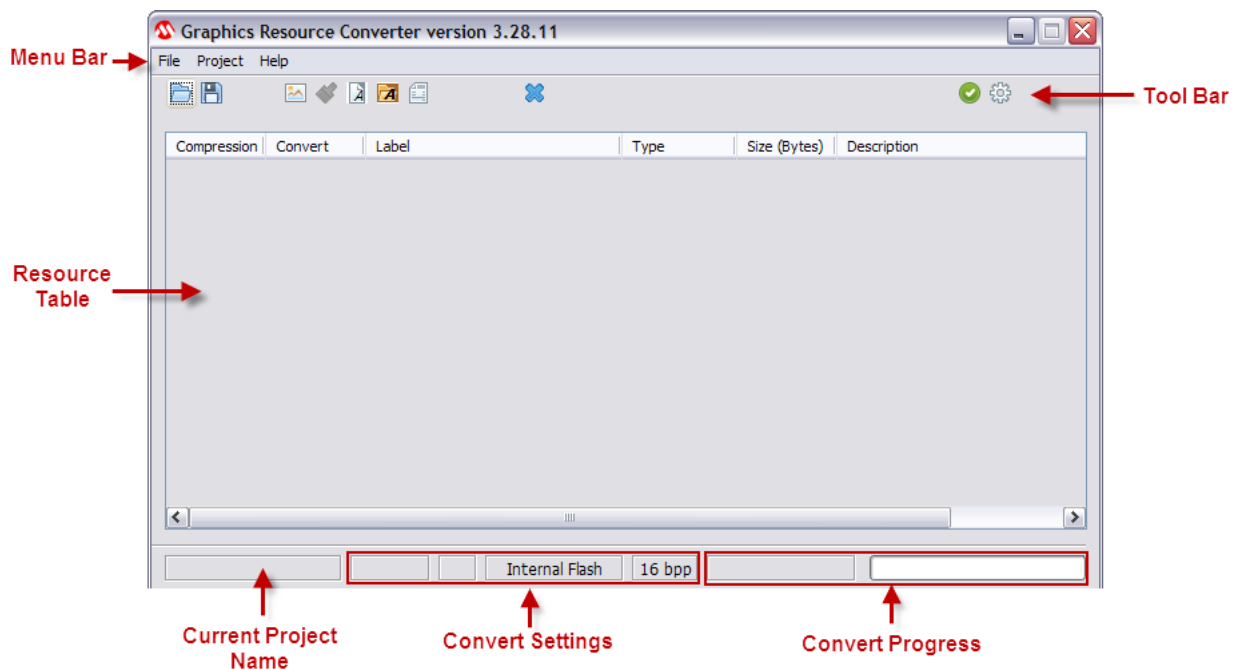 Graphics Resource Converter version 3.28.11
Menu Bar
File Project Help
Tool Bar
Compression Convert Label Type Size (Bytes) Description
Resource
Table
Internal Flash 16 bpp
Current Project
Name
Convert Settings
Convert Progress